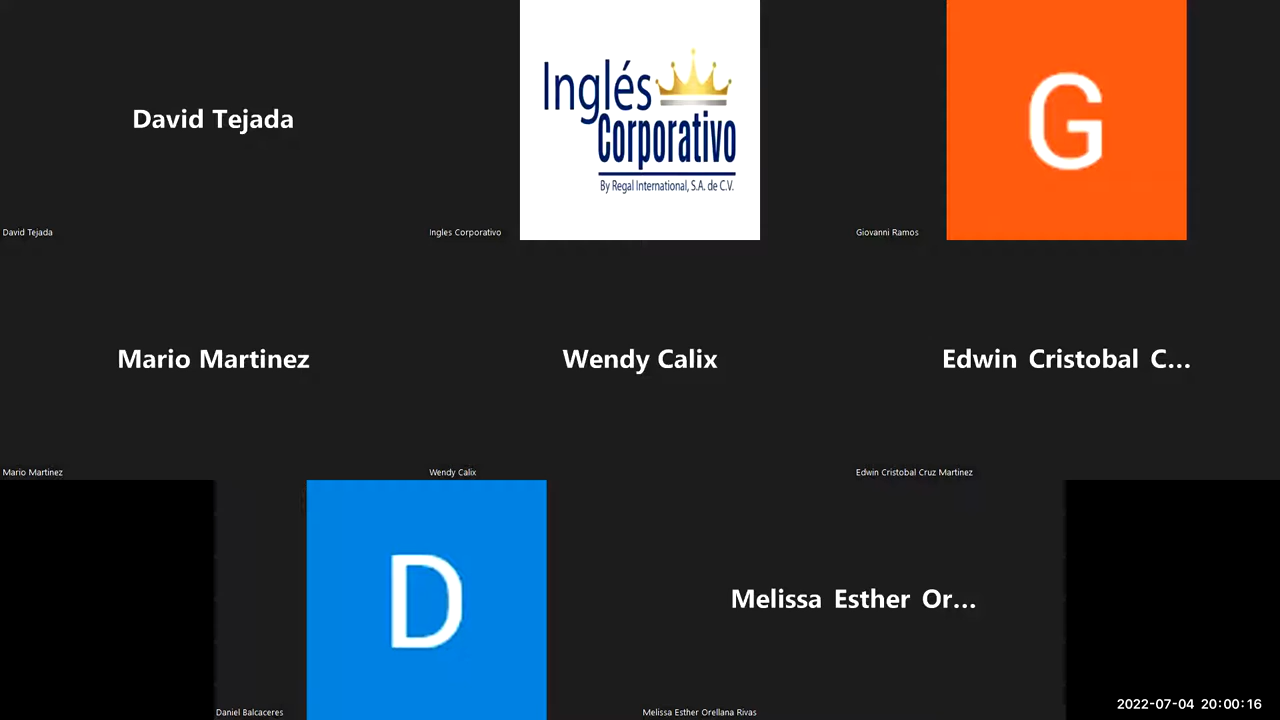 David Tejada
David Tejada
Inglés
Corporativo
By Regal International, S.A. de C.V.
Ingles Corporativo
G
Giovanni Ramos
Mario Martinez
Mario Martinez
Wendy Calix
Wendy Calix
Edwin Cristobal C...
Edwin Cristobal Cruz Martinez
D
Daniel Balcaceres
Melissa Esther Or...
Melissa Esther Orellana Rivas
2022-07-04 20:00:16